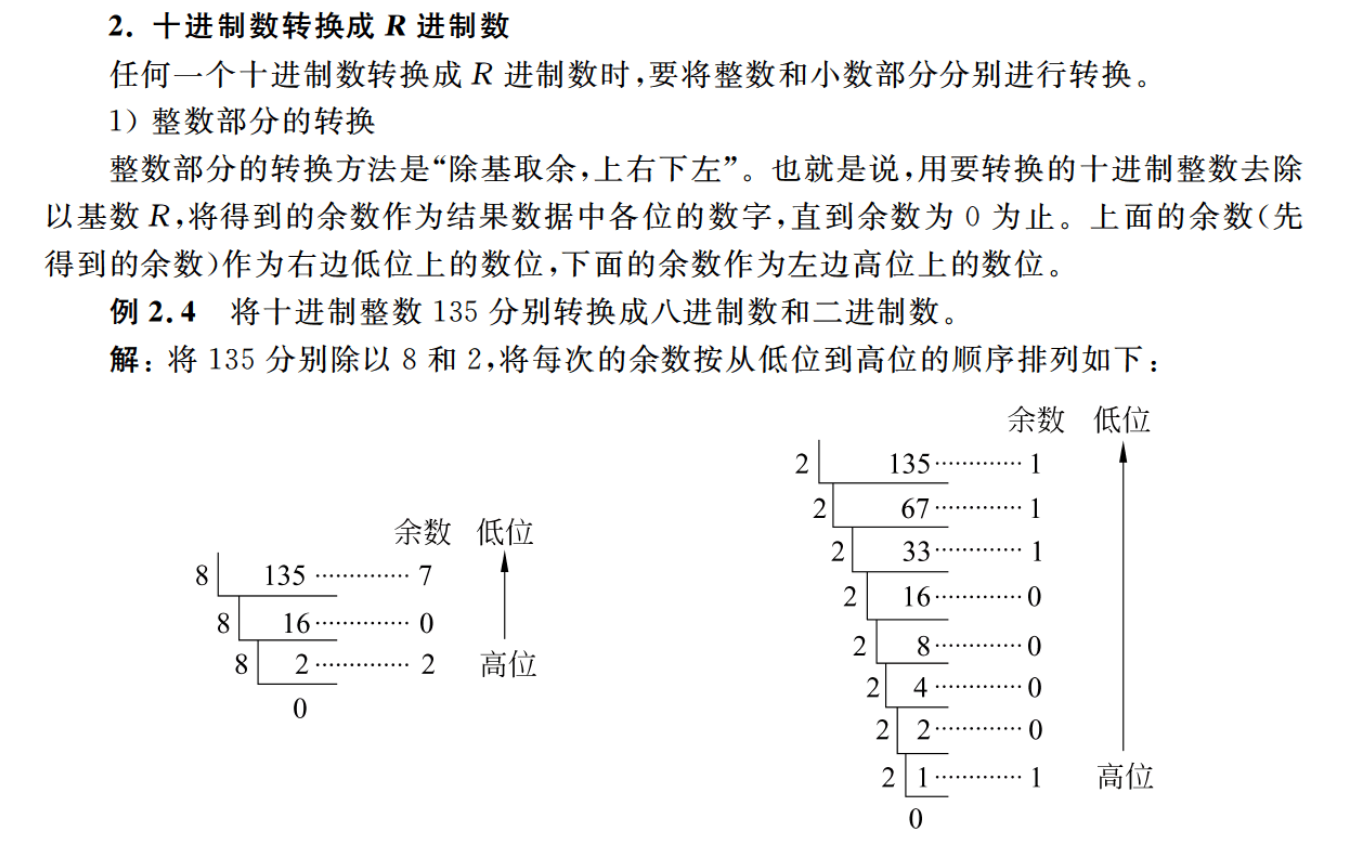 2. 十进制数转换成 R 进制数
任何一个十进制数转换成 R 进制数时,要将整数和小数部分分别进行转换。
1) 整数部分的转换
整数部分的转换方法是“除基取余,上右下左”。也就是说,用要转换的十进制整数去除
以基数 R,将得到的余数作为结果数据中各位的数字,直到余数为 0 为止。上面的余数(先
得到的余数)作为右边低位上的数位,下面的余数作为左边高位上的数位。
例 2.4 将十进制整数 135 分别转换成八进制数和二进制数。
解: 将 135 分别除以 8 和 2,将每次的余数按从低位到高位的顺序排列如下:
余数 低位
8 135 ·············· 7
8 16 ·············· 0
8 2 ·············· 2 高位
0
余数 低位
2 135 ············· 1
2 67 ············· 1
2 33 ············· 1
2 16 ············· 0
2 8 ············· 0
2 4 ············· 0
2 2 ············· 0
2 1 ············· 1 高位
0